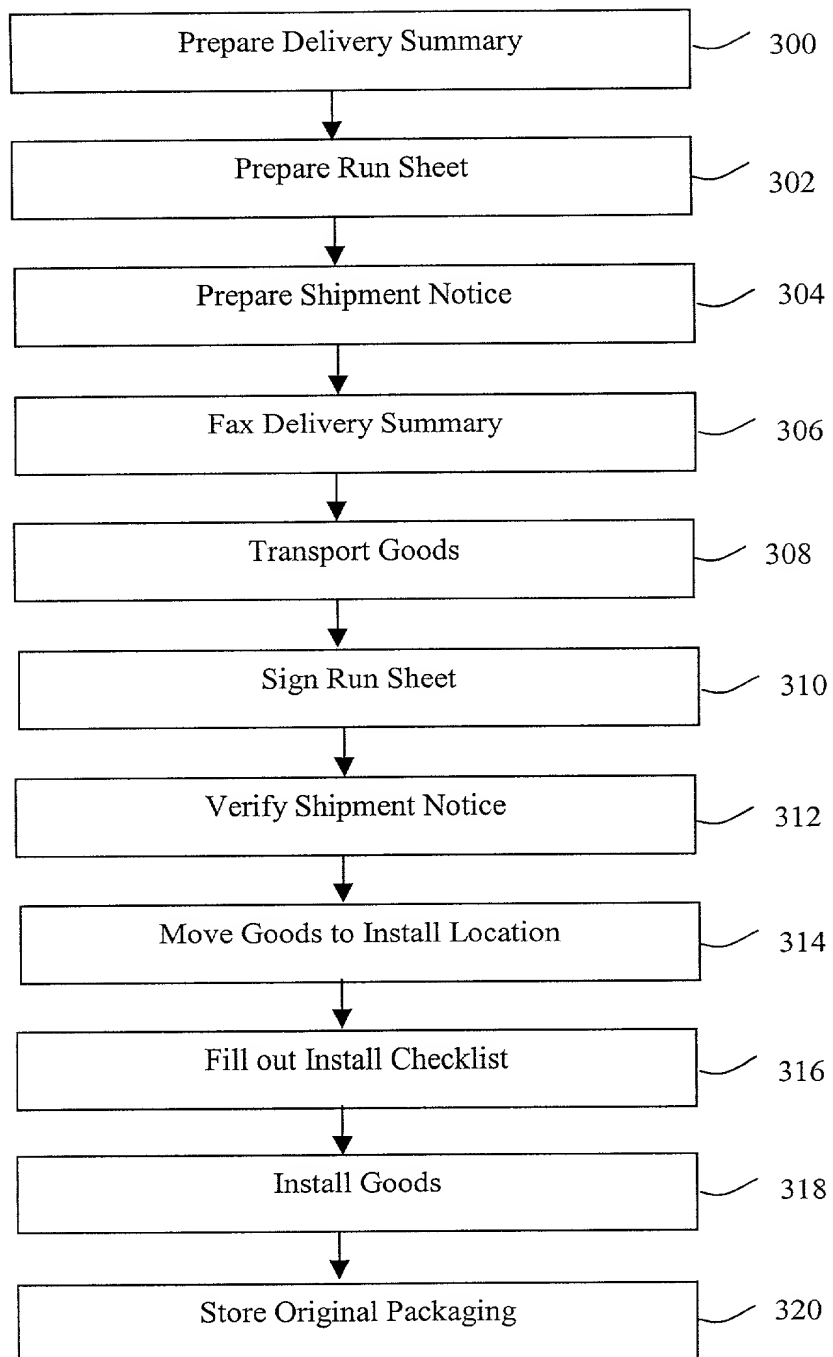 Prepare Delivery Summary 300
Prepare Run Sheet 302
Prepare Shipment Notice 304
Fax Delivery Summary 306
Transport Goods 308
Sign Run Sheet 310
Verify Shipment Notice 312
Move Goods to Install Location 314
Fill out Install Checklist 316
Install Goods 318
Store Original Packaging 320